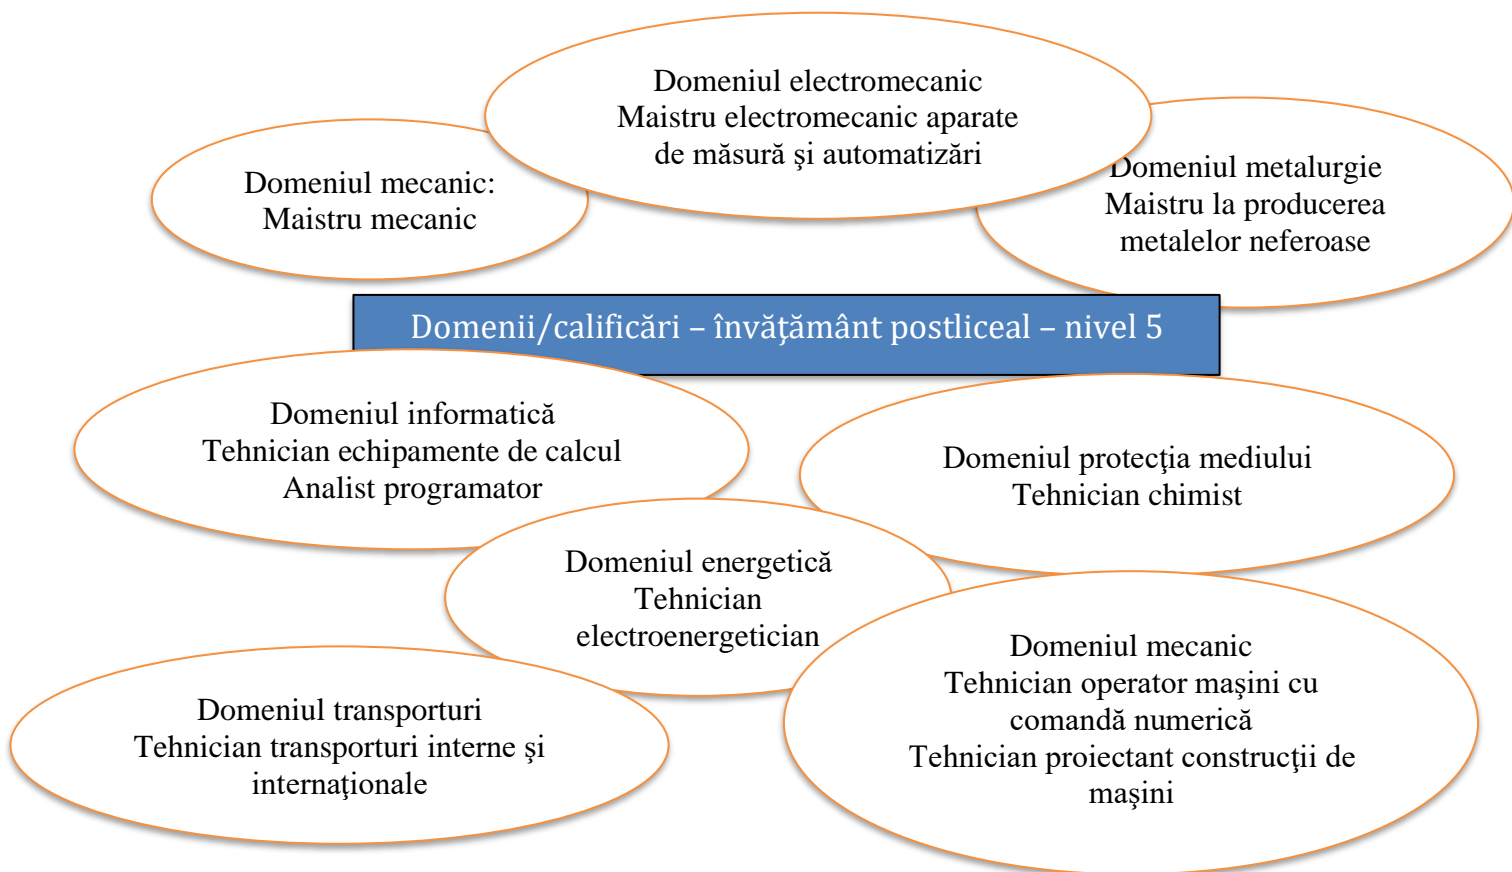 Domeniul electromecanic
Maistru electromecanic aparate
de măsură şi automatizări
Domeniul mecanic:
Maistru mecanic
Domeniul metalurgie
Maistru la producerea
metalelor neferoase
Domenii/calificări – învăţământ postliceal – nivel 5
Domeniul informatică
Tehnician echipamente de calcul
Analist programator
Domeniul protecţia mediului
Tehnician chimist
Domeniul energetică
Tehnician
electroenergetician
Domeniul mecanic
Tehnician operator maşini cu
comandă numerică
Tehnician proiectant construcţii de
maşini
Domeniul transporturi
Tehnician transporturi interne şi
internaţionale